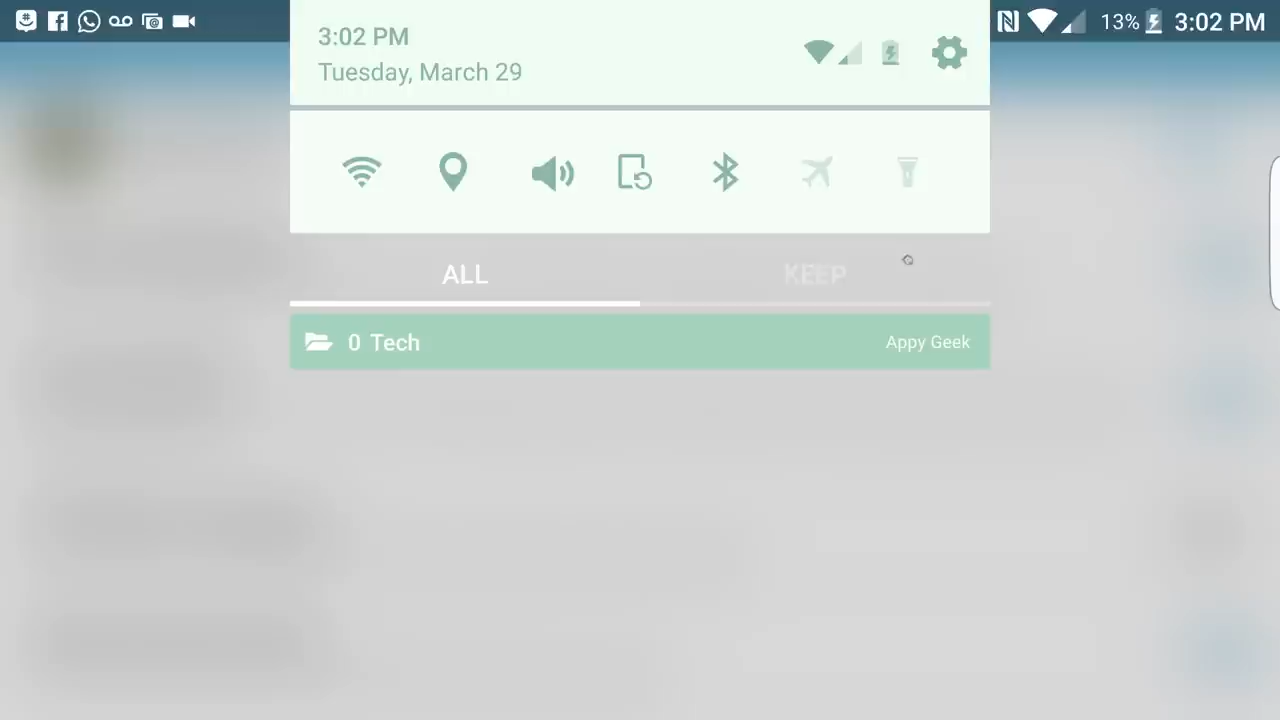 13% 3:02 PM
3:02 PM
Tuesday, March 29
ALL KEEP
0 Tech Appy Geek